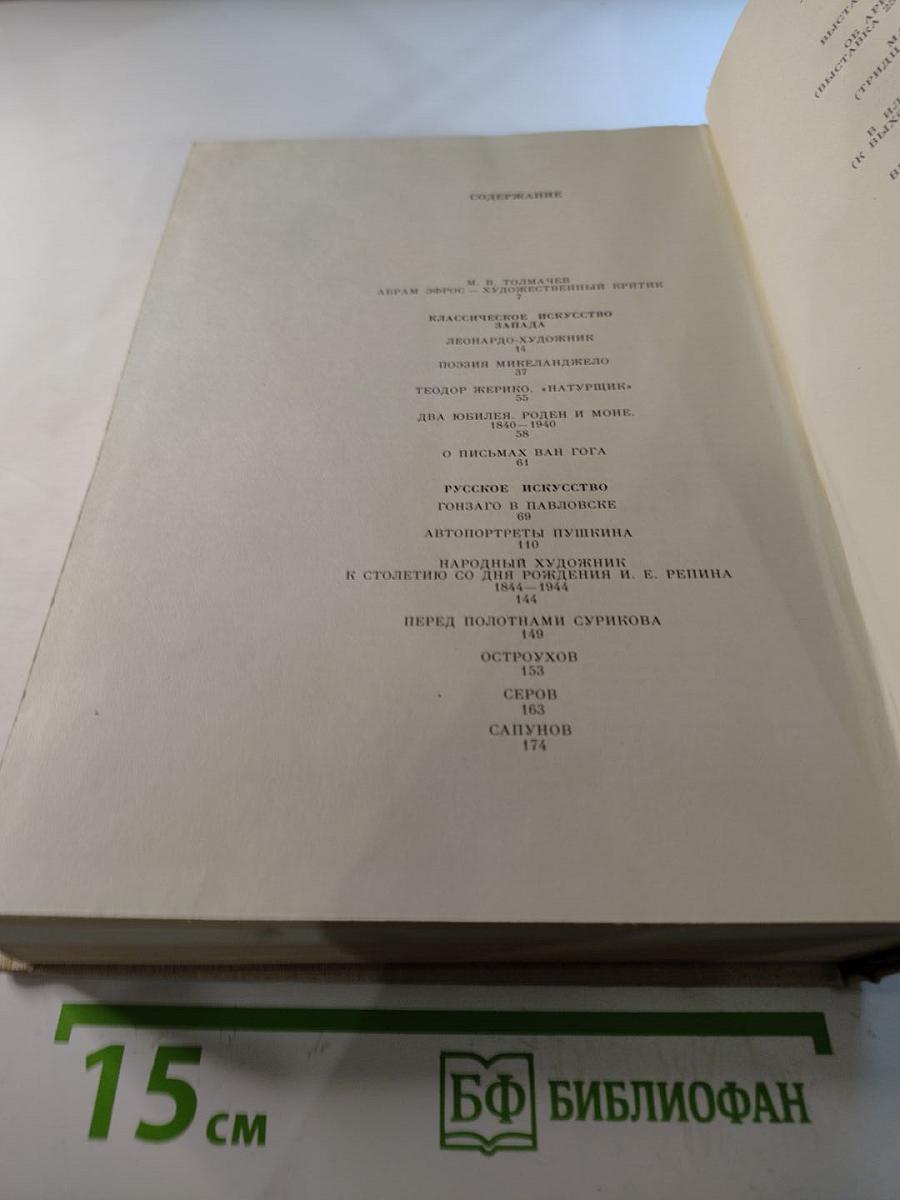 СОДЕРЖАНИЕ
М. В. ТОЛМАЧЕВ
АБРАМ ЭФРОС — ХУДОЖЕСТВЕННЫЙ КРИТИК
7
КЛАССИЧЕСКОЕ ИСКУССТВО
ЗАПАДА
ЛЕОНАРДО-ХУДОЖНИК
14
ПОЭЗИЯ МИКЕЛАНДЖЕЛО
37
ТЕОДОР ЖЕРИКО. «НАТУРЩИК»
55
ДВА ЮБИЛЕЯ. РОДЕН И МОНЕ.
1840—1940
58
О ПИСЬМАХ ВАН ГОГА
61
РУССКОЕ ИСКУССТВО
ГОНЗАГО В ПАВЛОВСКЕ
69
АВТОПОРТРЕТЫ ПУШКИНА
110
НАРОДНЫЙ ХУДОЖНИК
К СТОЛЕТИЮ СО ДНЯ РОЖДЕНИЯ И. Е. РЕПИНА
1844—1944
144
ПЕРЕД ПОЛОТНАМИ СУРИКОВА
149
ОСТРОУХОВ
153
СЕРОВ
163
САПУНОВ
174
ОБ
(ВЫСТАВКА
В
(К
15 см
БФ БИБЛИОФАН